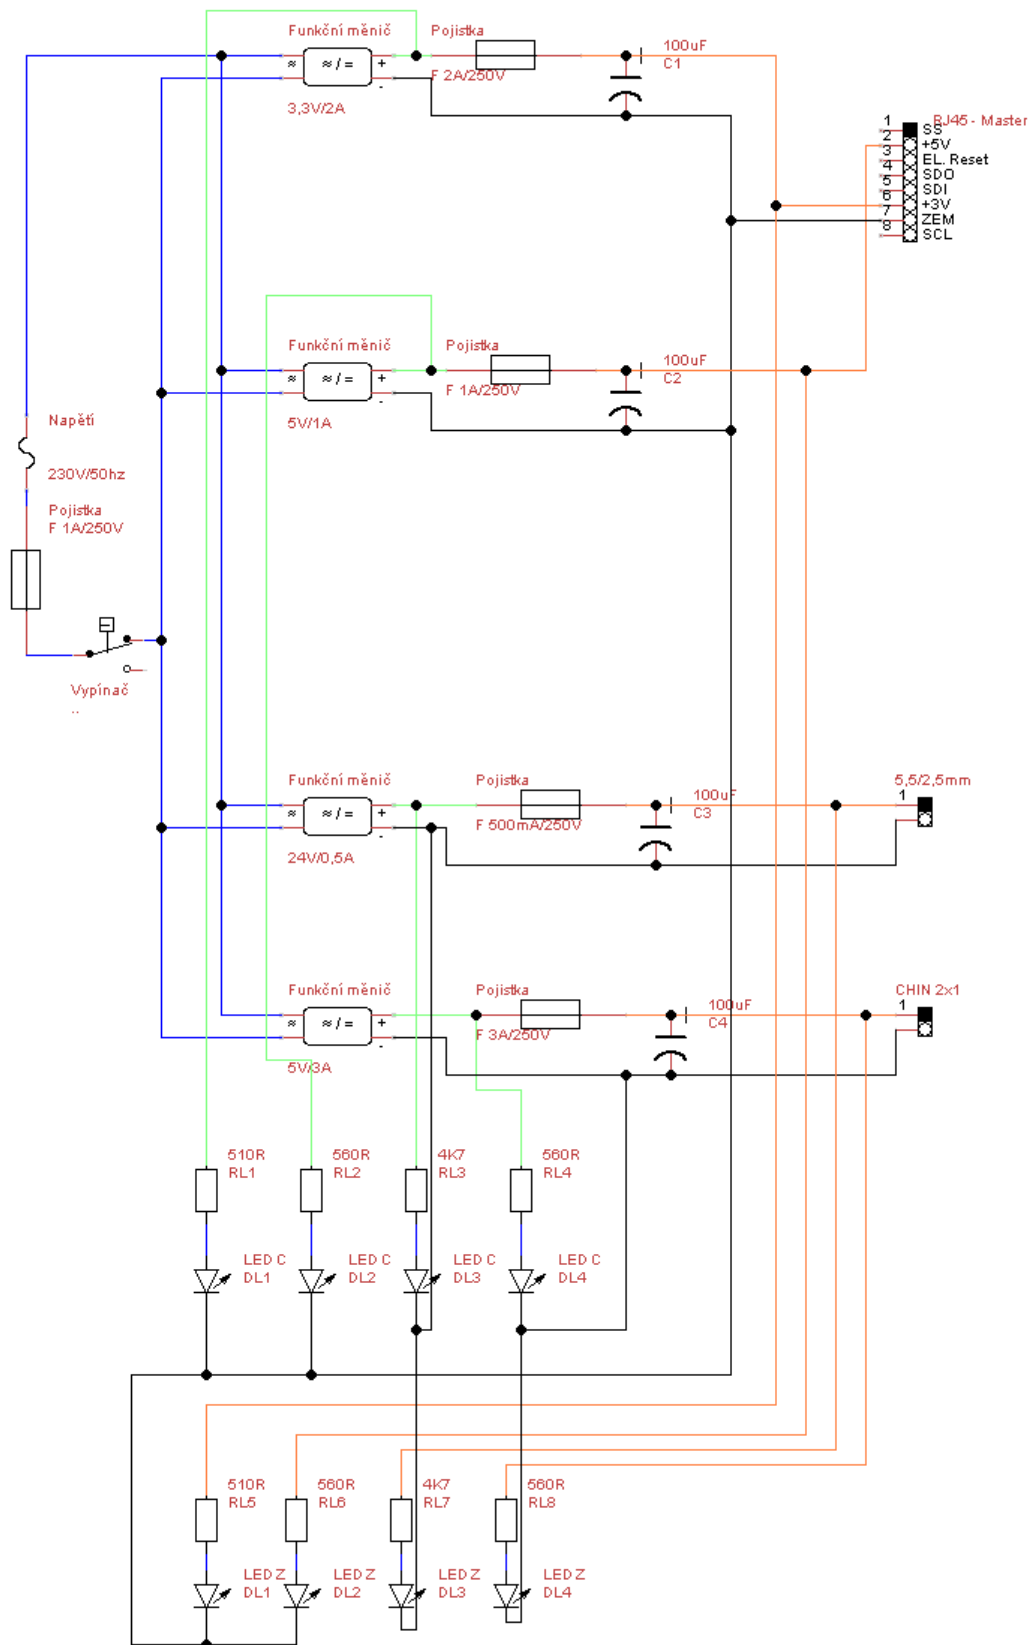 Funkční měnič
≈
≈ / =
+
-
3,3V/2A
Pojistka
F 2A/250V
100uF
C1
RJ45 - Master
1
SS
2
+5V
3
EL. Reset
4
SDO
5
SDI
6
+3V
7
ZEM
8
SCL
Funkční měnič
≈
≈ / =
+
-
5V/1A
Pojistka
F 1A/250V
100uF
C2
Napětí
230V/50hz
Pojistka
F 1A/250V
Vypínač
..
Funkční měnič
≈
≈ / =
+
-
24V/0,5A
Pojistka
F 500mA/250V
100uF
C3
5,5/2,5mm
1
Funkční měnič
≈
≈ / =
+
-
5V/3A
Pojistka
F 3A/250V
100uF
C4
CHIN 2x1
1
510R
RL1
560R
RL2
4K7
RL3
560R
RL4
LED C
DL1
LED C
DL2
LED C
DL3
LED C
DL4
510R
RL5
560R
RL6
4K7
RL7
560R
RL8
LED Z
DL1
LED Z
DL2
LED Z
DL3
LED Z
DL4